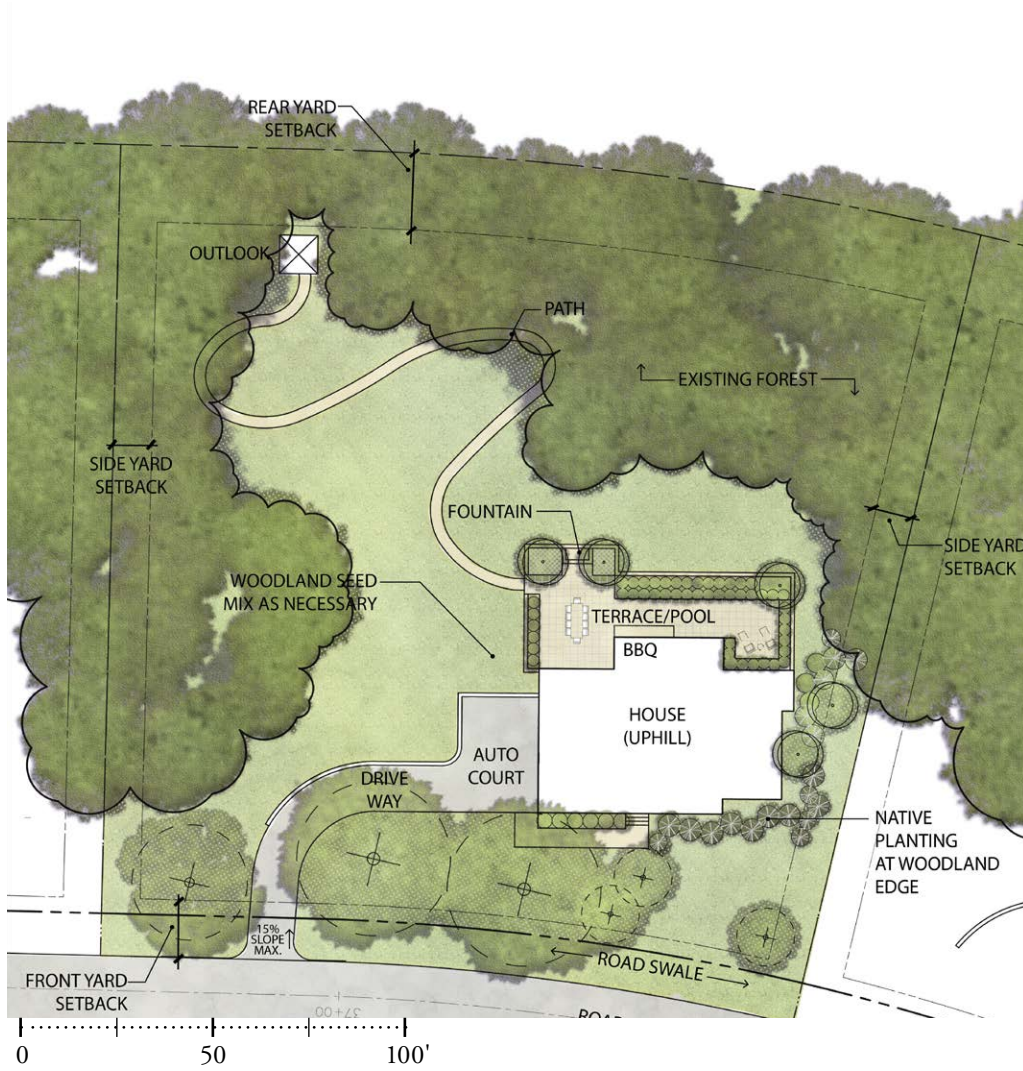 REAR YARD
SETBACK
OUTLOOK
PATH
EXISTING FOREST
SIDE YARD
SETBACK
FOUNTAIN
SIDE YARD
SETBACK
WOODLAND SEED
MIX AS NECESSARY
TERRACE/POOL
BBQ
HOUSE
(UPHILL)
AUTO
COURT
DRIVE
WAY
NATIVE
PLANTING
AT WOODLAND
EDGE
15%
SLOPE
MAX.
ROAD SWALE
FRONT YARD
SETBACK
37+00
0 50 100'